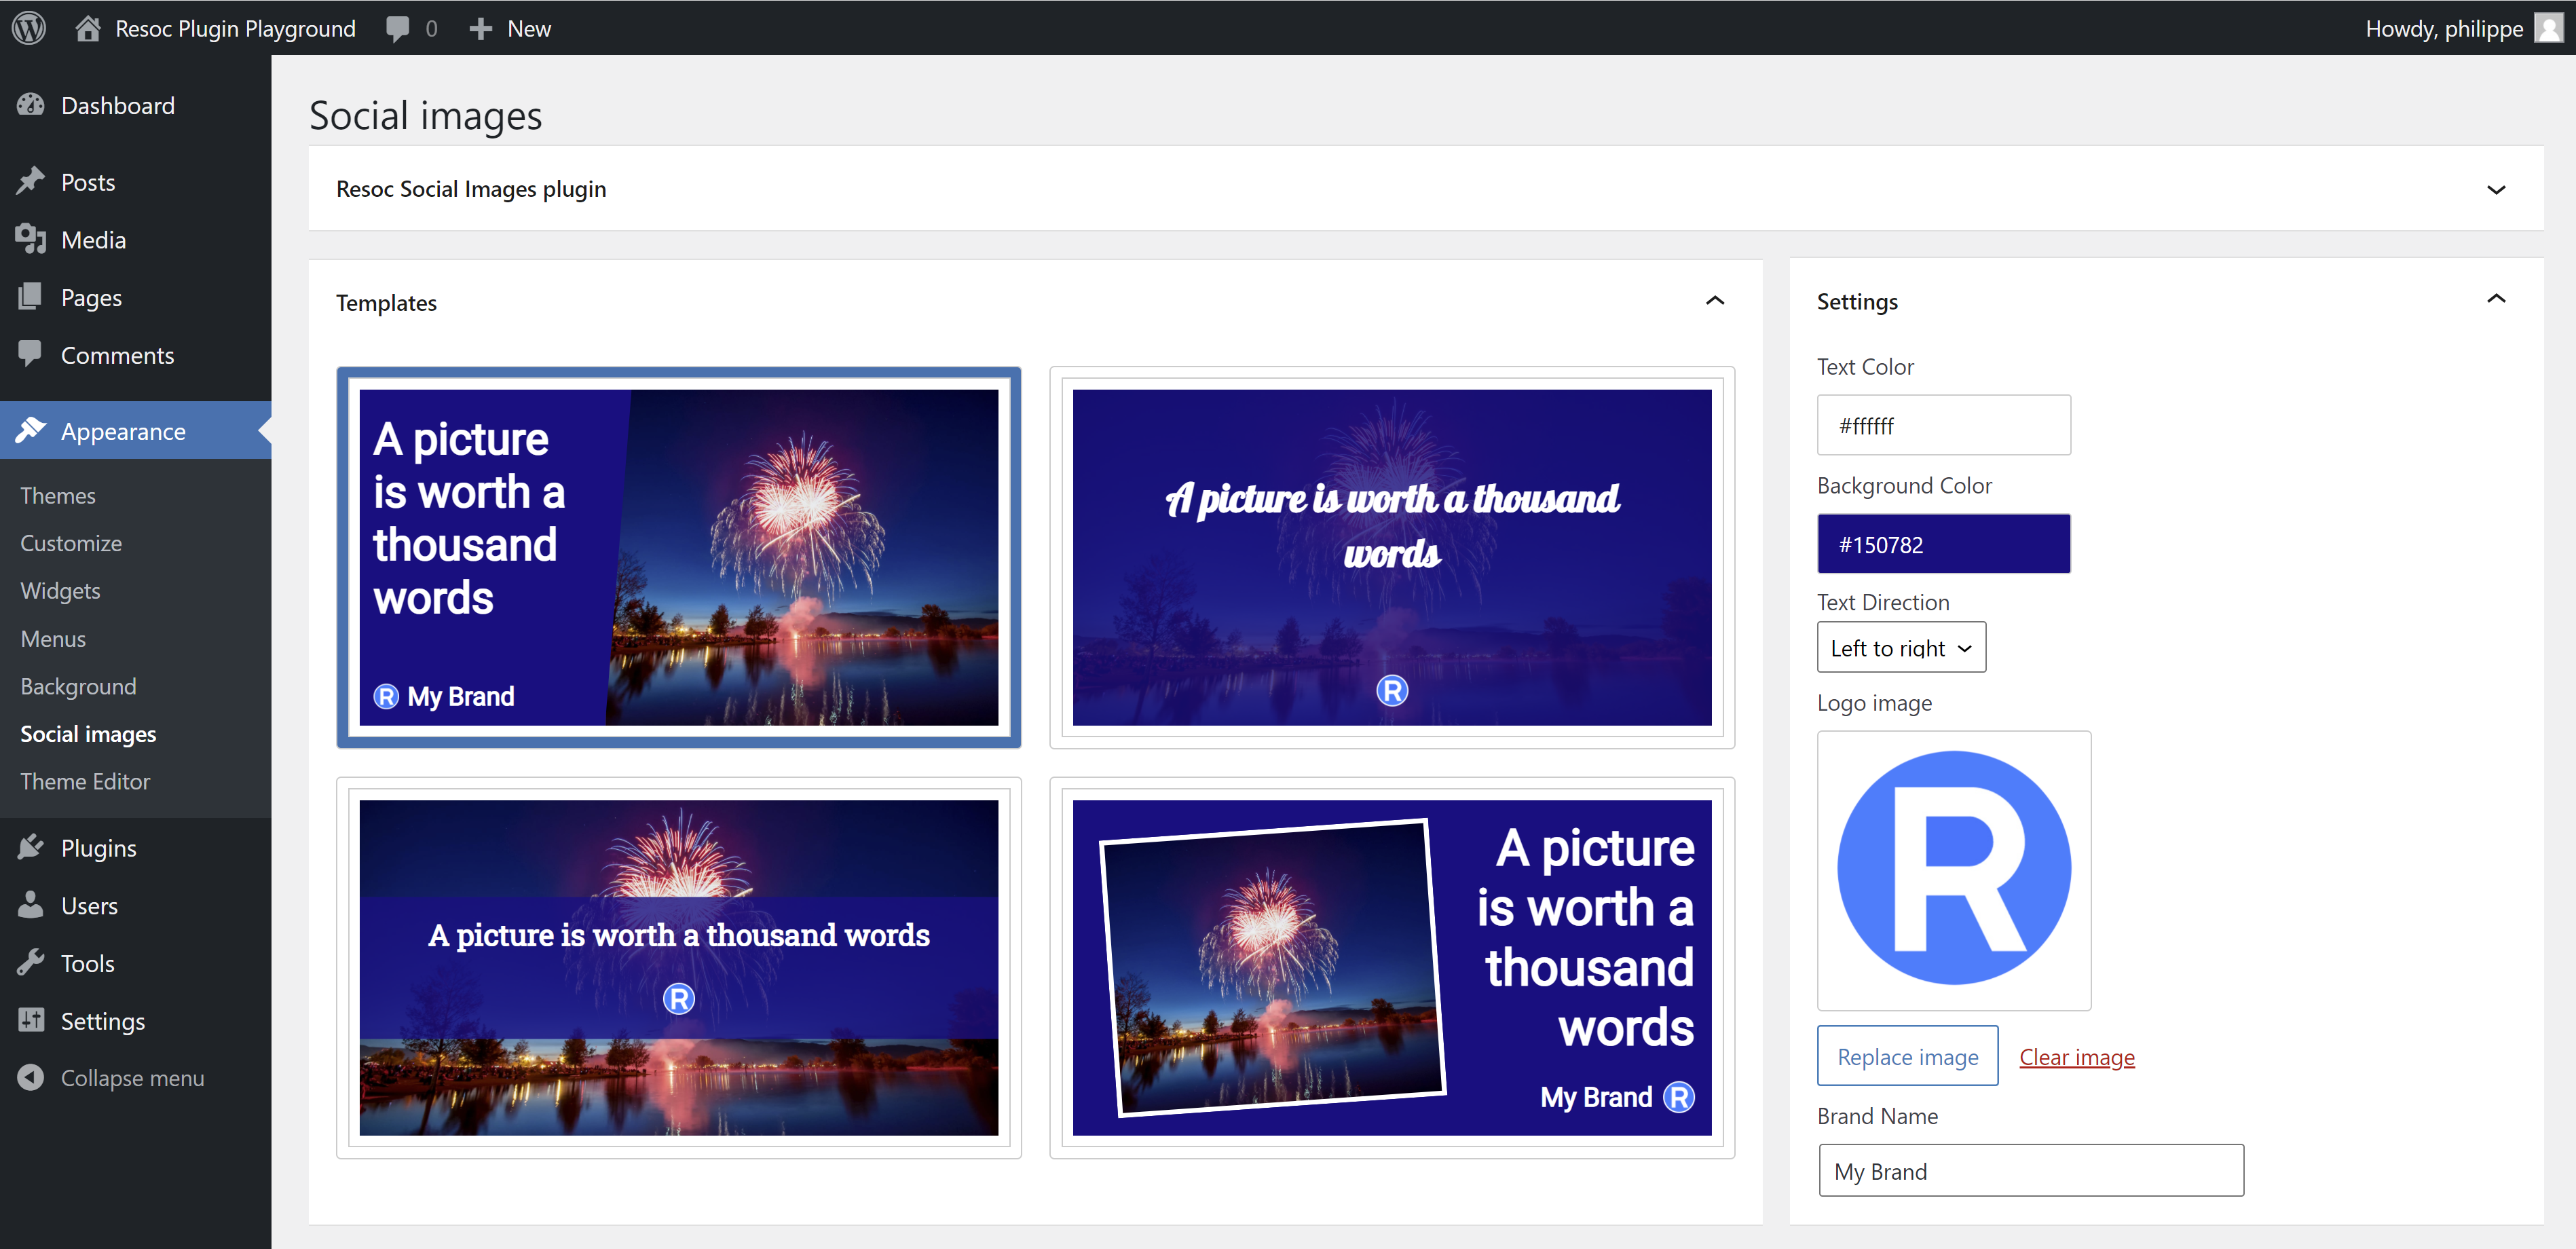 Resoc Plugin Playground
0
New
Howdy, philippe
Dashboard
Posts
Media
Pages
Comments
Appearance
Themes
Customize
Widgets
Menus
Background
Social images
Theme Editor
Plugins
Users
Tools
Settings
Collapse menu
Social images
Resoc Social Images plugin
Templates
A picture
is worth a
thousand
words
R My Brand
A picture is worth a thousand
words
R
A picture is worth a thousand words
R
A picture
is worth a
thousand
words
My Brand R
Settings
Text Color
#ffffff
Background Color
#150782
Text Direction
Left to right
Logo image
R
Replace image
Clear image
Brand Name
My Brand